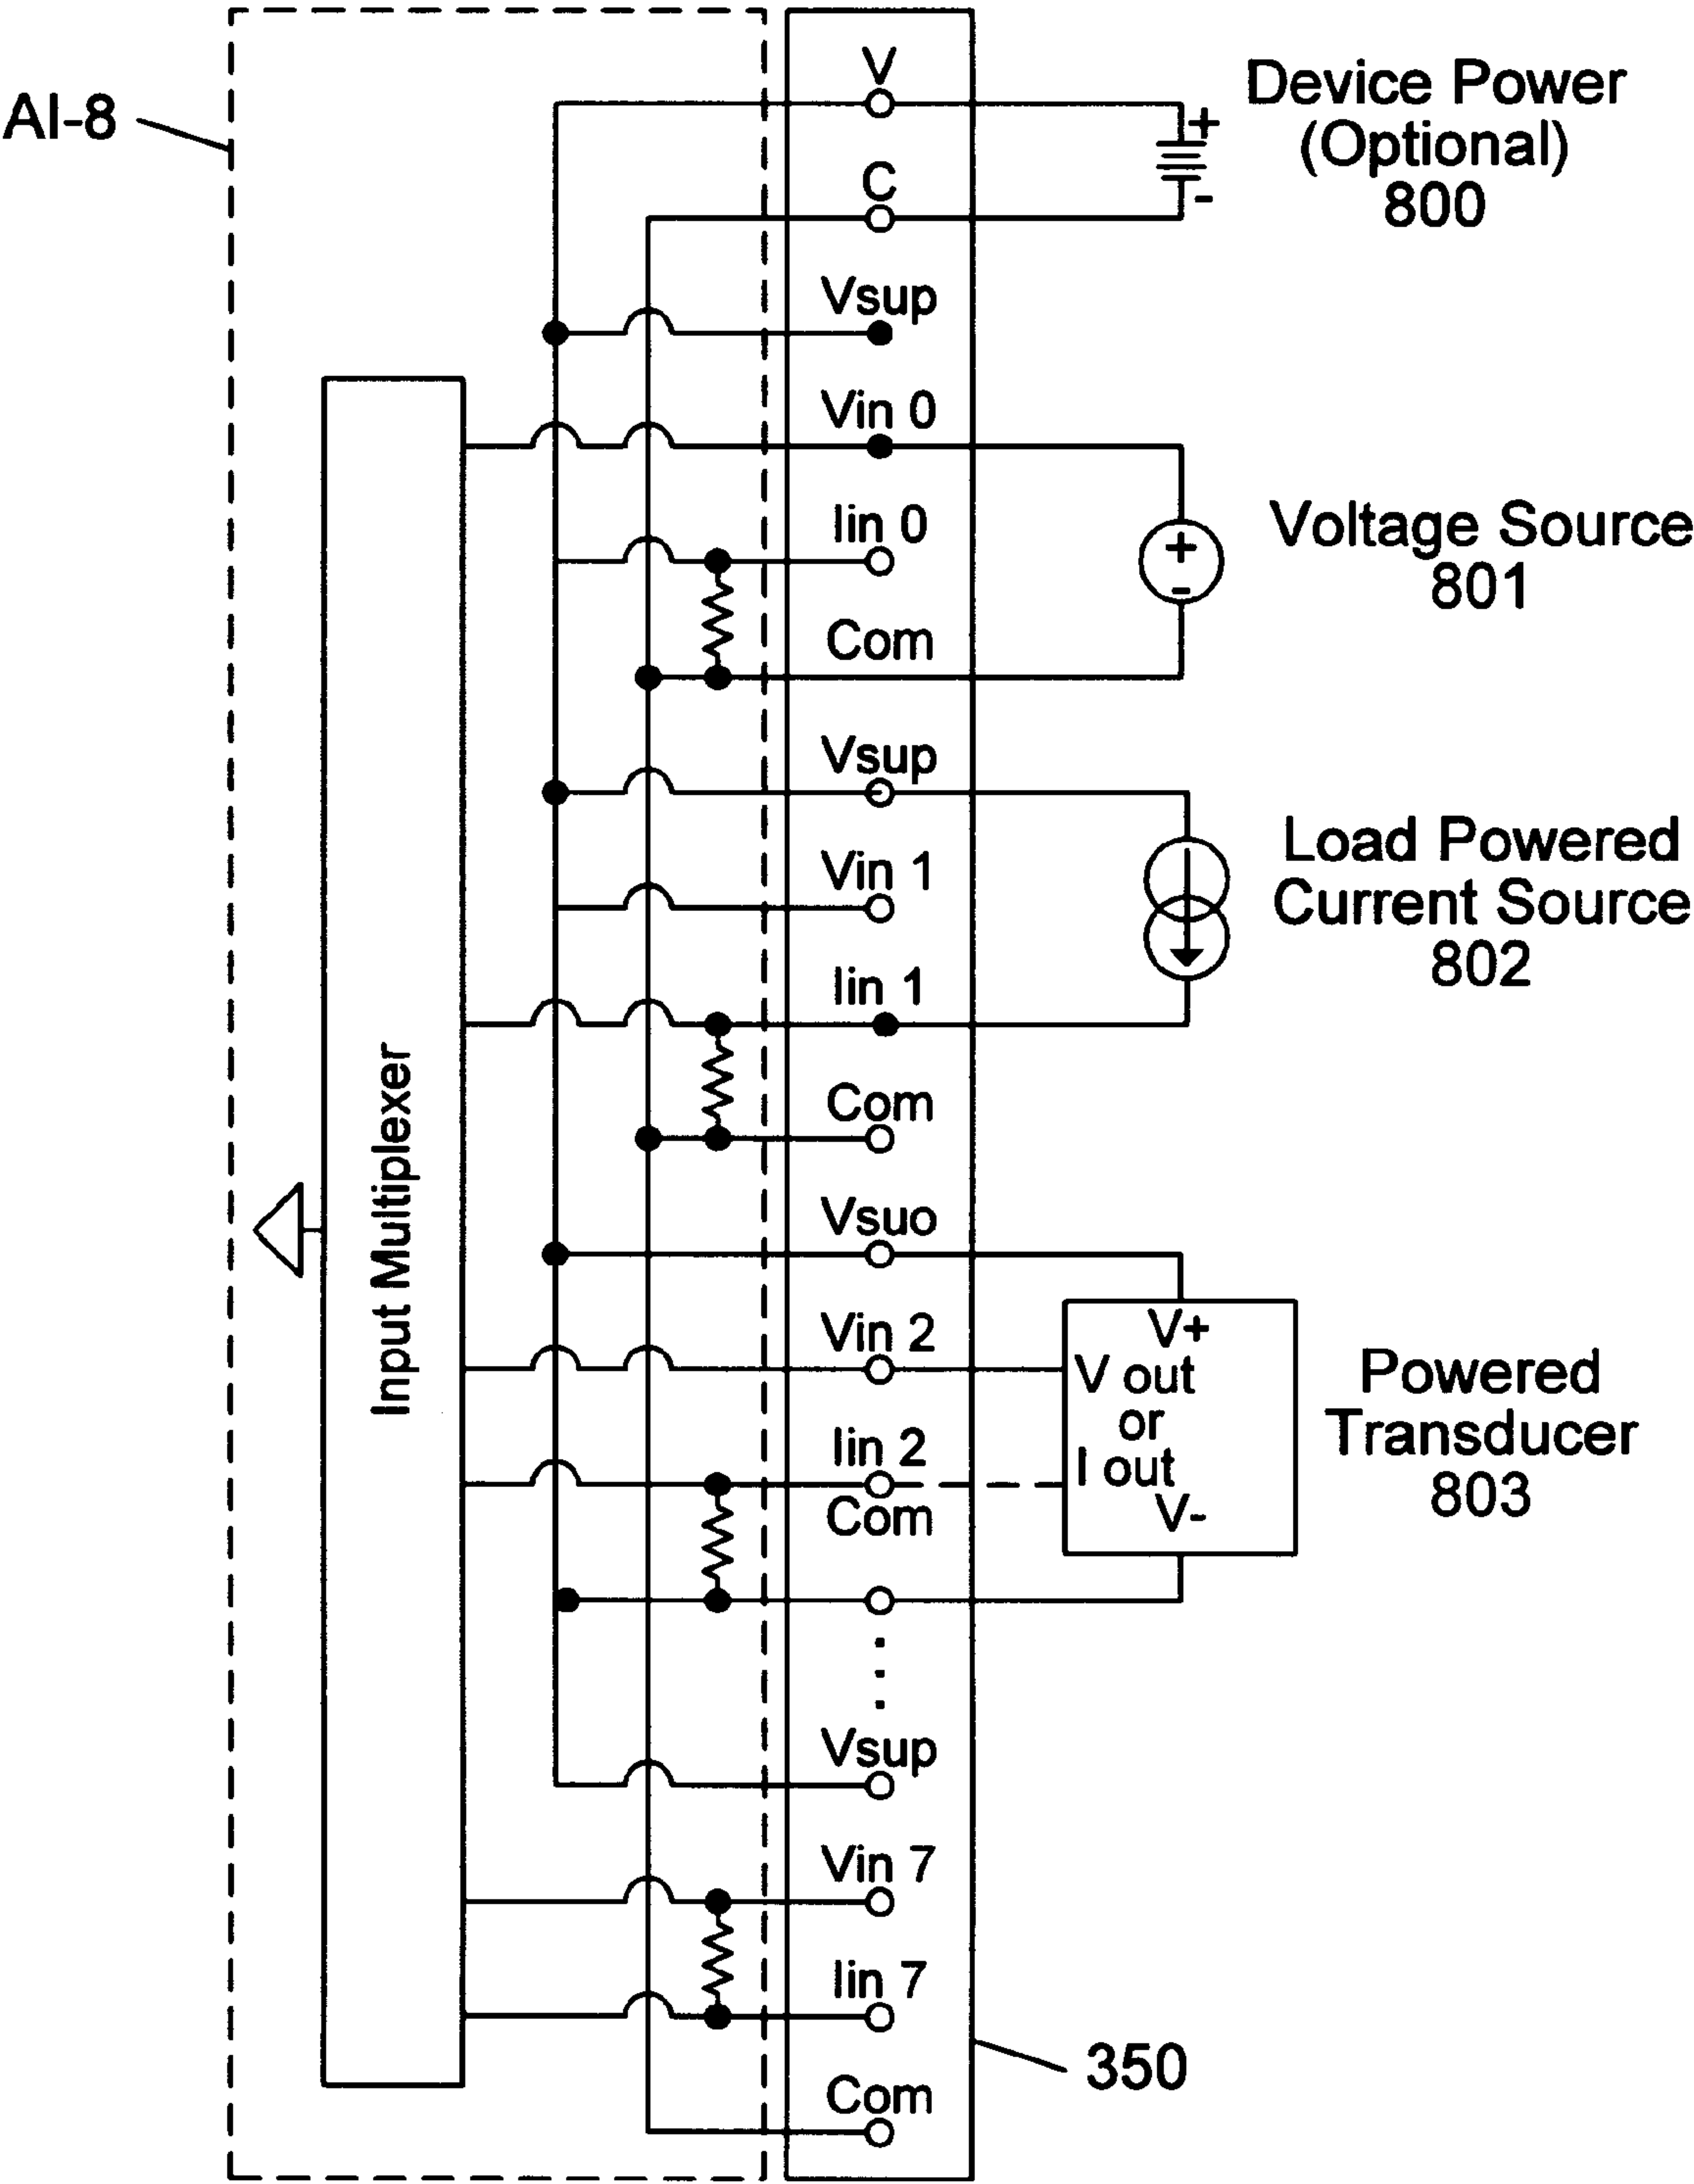 AI-8
V
+
Device Power
(Optional)
800
-
C
Vsup
Vin 0
Iin 0
+
-
Voltage Source
801
Com
Vsup
Vin 1
Load Powered
Current Source
802
Iin 1
Input Multiplexer
Com
Vsuo
Vin 2
V+
V out
or
I out
V-
Powered
Transducer
803
Iin 2
Com
Vsup
Vin 7
Iin 7
350
Com